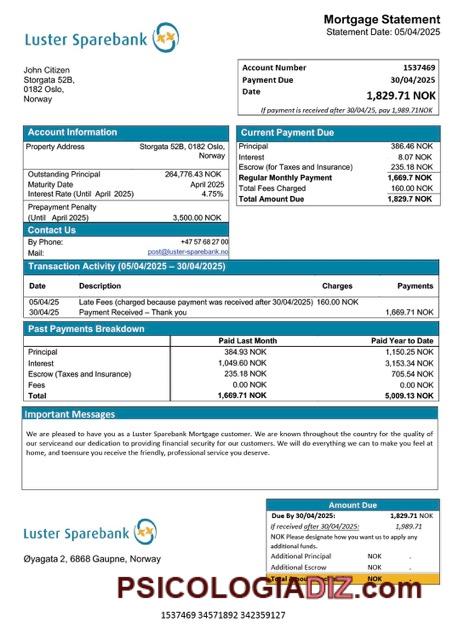 Luster Sparebank
Mortgage Statement
Statement Date: 05/04/2025
John Citizen
Storgata 52B,
0182 Oslo,
Norway
Account Number 1537469
Payment Due 30/04/2025
Date 1,829.71 NOK
If payment is received after 30/04/25, pay 1,989.71NOK
Account Information
Property Address Storgata 52B, 0182 Oslo,
Norway
Outstanding Principal 264,776.43 NOK
Maturity Date April 2025
Interest Rate (Until April 2025) 4.75%
Prepayment Penalty
(Until April 2025) 3,500.00 NOK
Contact Us
By Phone: +47 57 68 27 00
Mail: post@luster-sparebank.no
Current Payment Due
Principal 386.46 NOK
Interest 8.07 NOK
Escrow (for Taxes and Insurance) 235.18 NOK
Regular Monthly Payment 1,669.7 NOK
Total Fees Charged 160.00 NOK
Total Amount Due 1,829.7 NOK
Transaction Activity (05/04/2025 – 30/04/2025)
Date Description Charges Payments
05/04/25 Late Fees (charged because payment was received after 30/04/2025) 160.00 NOK
30/04/25 Payment Received – Thank you 1,669.71 NOK
Past Payments Breakdown
Paid Last Month Paid Year to Date
Principal 384.93 NOK 1,150.25 NOK
Interest 1,049.60 NOK 3,153.34 NOK
Escrow (Taxes and Insurance) 235.18 NOK 705.54 NOK
Fees 0.00 NOK 0.00 NOK
Total 1,669.71 NOK 5,009.13 NOK
Important Messages
We are pleased to have you as a Luster Sparebank Mortgage customer. We are known throughout the country for the quality of
our serviceand our dedication to providing financial security for our customers. We will do everything we can to make you feel at
home, and toensure you receive the friendly, professional service you deserve.
Luster Sparebank
Øyagata 2, 6868 Gaupne, Norway
Amount Due
Due By 30/04/2025: 1,829.71 NOK
If received after 30/04/2025: 1,989.71
NOK Please designate how you want us to apply any
additional funds.
Additional Principal NOK -
Additional Escrow NOK -
Total NOK -
PSICOLOGIADIZ.com
1537469 34571892 342359127